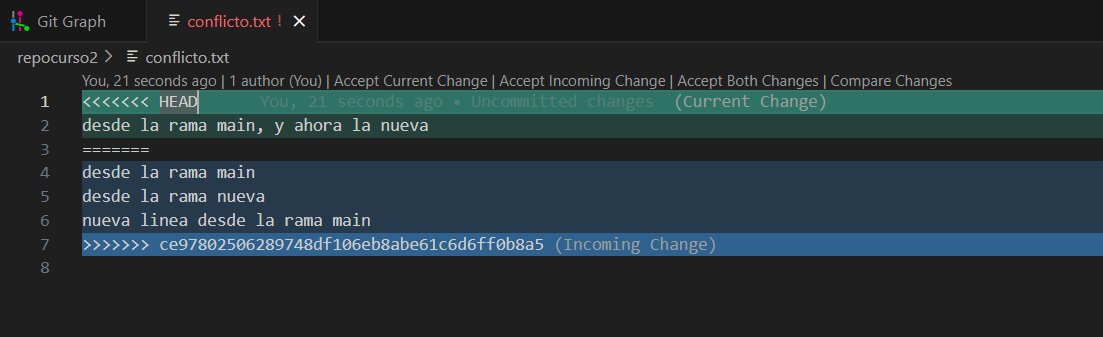 Git Graph conflicto.txt !
repocurso2 > conflicto.txt
You, 21 seconds ago | 1 author (You) | Accept Current Change | Accept Incoming Change | Accept Both Changes | Compare Changes
1 <<<<<<< HEAD You, 21 seconds ago • Uncommitted changes (Current Change)
2 desde la rama main, y ahora la nueva
3 =======
4 desde la rama main
5 desde la rama nueva
6 nueva linea desde la rama main
7 >>>>>>> ce97802506289748df106eb8abe61c6d6ff0b8a5 (Incoming Change)
8